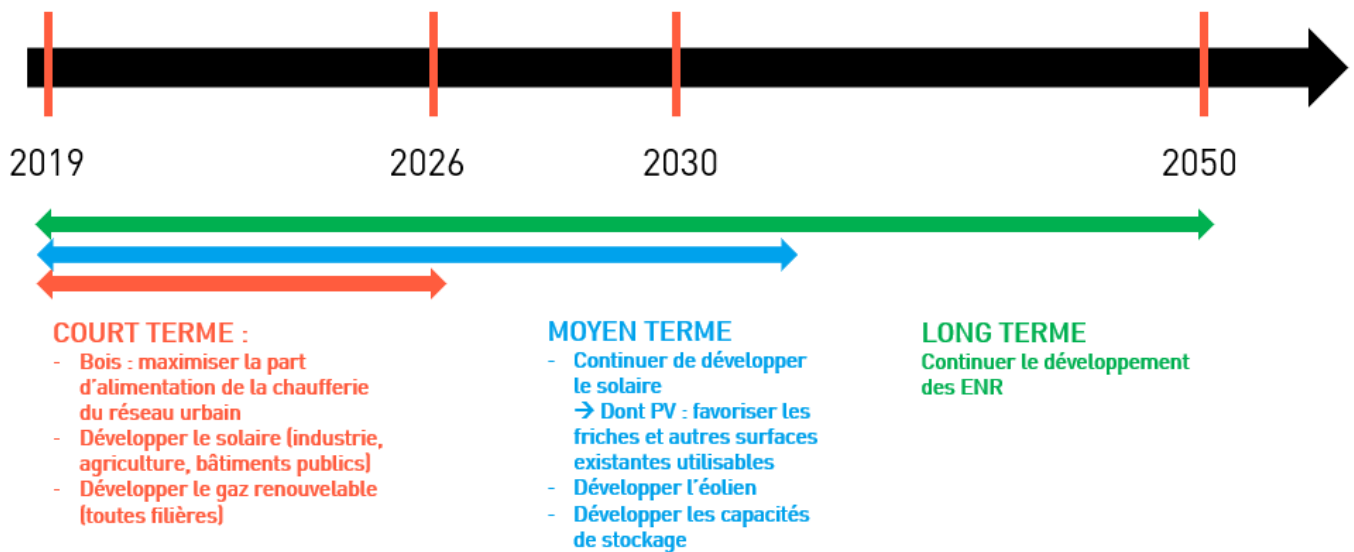 2019
2026
2030
2050
COURT TERME :
- Bois : maximiser la part
d'alimentation de la chaufferie
du réseau urbain
- Développer le solaire (industrie,
agriculture, bâtiments publics)
- Développer le gaz renouvelable
(toutes filières)
MOYEN TERME
- Continuer de développer
le solaire
→ Dont PV : favoriser les
friches et autres surfaces
existantes utilisables
- Développer l'éolien
- Développer les capacités
de stockage
LONG TERME
Continuer le développement
des ENR